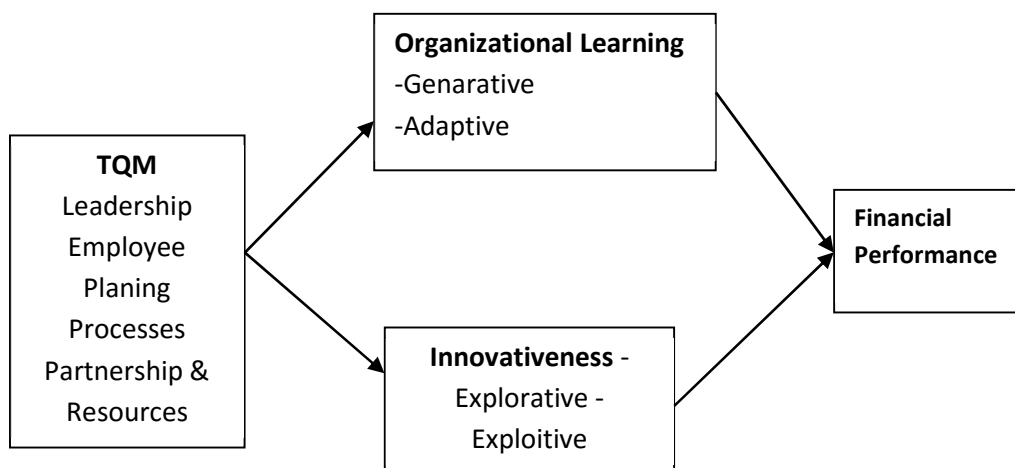 Organizational Learning
-Genarative
-Adaptive
TQM
Leadership
Employee
Planing
Processes
Partnership &
Resources
Financial
Performance
Innovativeness -
Explorative -
Exploitive